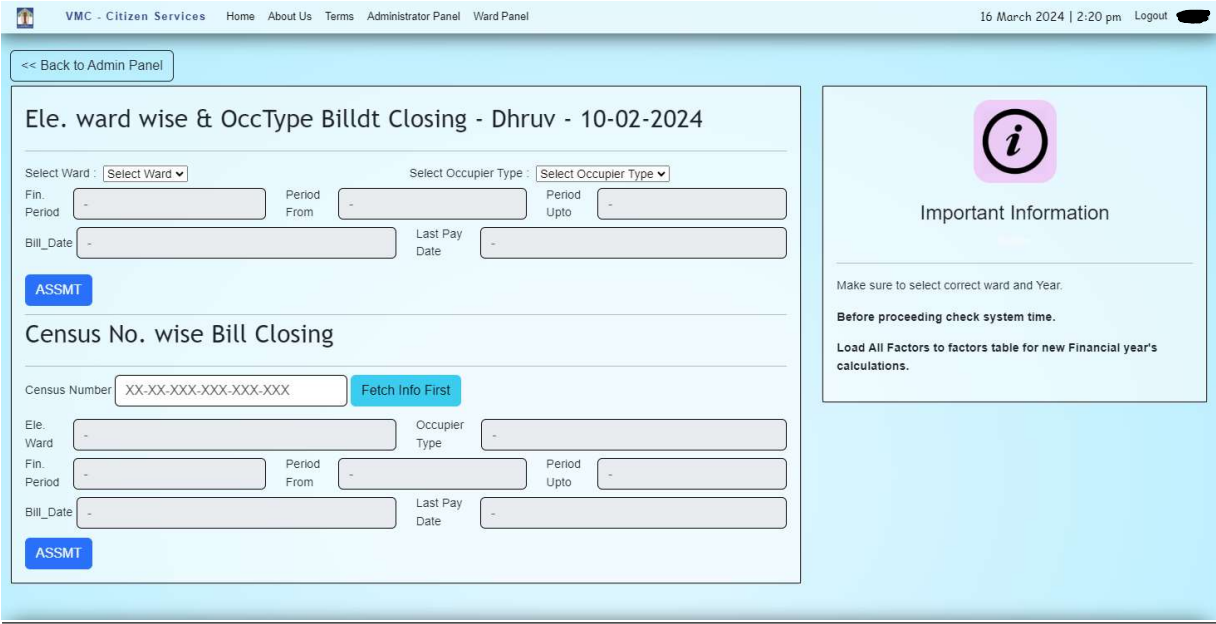 VMC - Citizen Services Home About Us Terms Administrator Panel Ward Panel 16 March 2024 | 2:20 pm Logout
<< Back to Admin Panel
Ele. ward wise & OccType Billdt Closing - Dhruv - 10-02-2024
Select Ward : Select Ward Select Occupier Type : Select Occupier Type
Fin. Period - Period From - Period Upto -
Bill_Date - Last Pay Date -
ASSMT
Census No. wise Bill Closing
Census Number XX-XX-XXX-XXX-XXX-XXX Fetch Info First
Ele. Ward - Occupier Type -
Fin. Period - Period From - Period Upto -
Bill_Date - Last Pay Date -
ASSMT
i
Important Information
Make sure to select correct ward and Year.
Before proceeding check system time.
Load All Factors to factors table for new Financial year's
calculations.